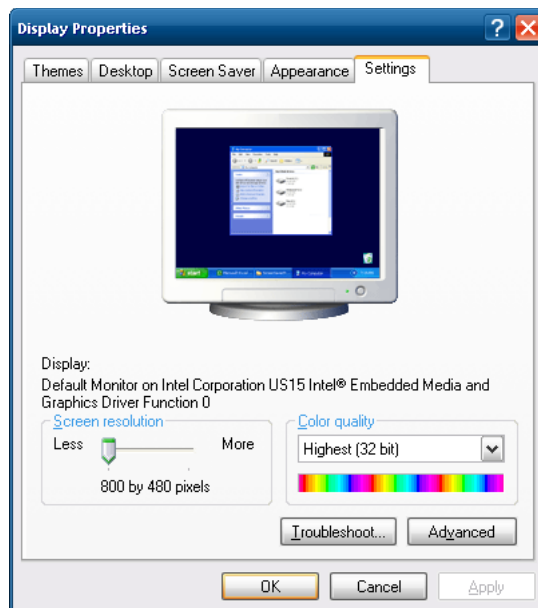 Display Properties
Themes Desktop Screen Saver Appearance Settings
start
Display:
Default Monitor on Intel Corporation US15 Intel® Embedded Media and
Graphics Driver Function 0
Screen resolution
Less More
800 by 480 pixels
Color quality
Highest (32 bit)
Troubleshoot... Advanced
OK Cancel Apply